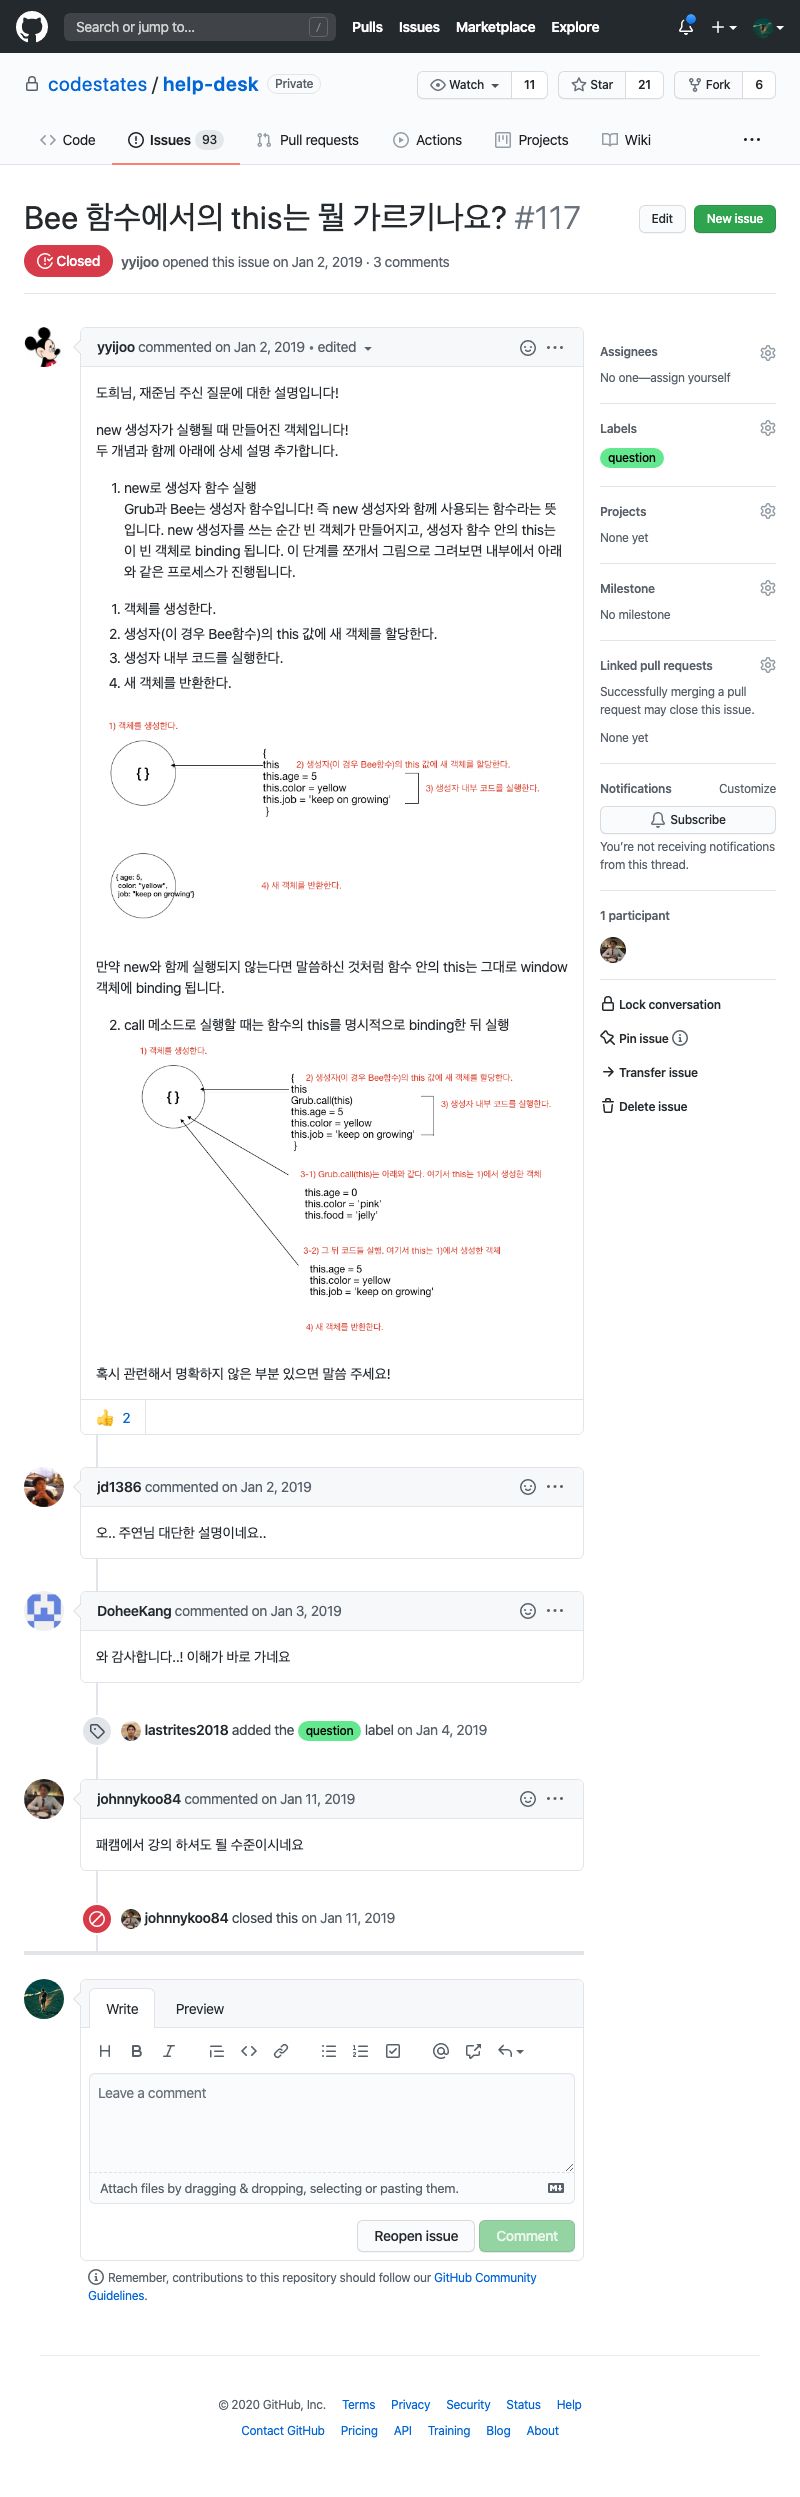 Search or jump to...
/
Pulls Issues Marketplace Explore
codestates / help-desk Private
Watch 11 Star 21 Fork 6
Code Issues 93 Pull requests Actions Projects Wiki ...
Bee 함수에서의 this는 뭘 가르키나요? #117
Edit New issue
Closed yyijoo opened this issue on Jan 2, 2019 · 3 comments
yyijoo commented on Jan 2, 2019 • edited
도희님, 재준님 주신 질문에 대한 설명입니다!
new 생성자가 실행될 때 만들어진 객체입니다!
두 개념과 함께 아래에 상세 설명 추가합니다.
1. new로 생성자 함수 실행
Grub과 Bee는 생성자 함수입니다! 즉 new 생성자와 함께 사용되는 함수라는 뜻
입니다. new 생성자를 쓰는 순간 빈 객체가 만들어지고, 생성자 함수 안의 this는
이 빈 객체로 binding 됩니다. 이 단계를 쪼개서 그림으로 그려보면 내부에서 아래
와 같은 프로세스가 진행됩니다.
1. 객체를 생성한다.
2. 생성자(이 경우 Bee함수)의 this 값에 새 객체를 할당한다.
3. 생성자 내부 코드를 실행한다.
4. 새 객체를 반환한다.
1) 객체를 생성한다.
{ }
{
this 2) 생성자(이 경우 Bee함수)의 this 값에 새 객체를 할당한다.
this.age = 5
this.color = yellow 3) 생성자 내부 코드를 실행한다.
this.job = 'keep on growing'
}
{ age: 5,
color: "yellow",
job: "keep on growing"}
4) 새 객체를 반환한다.
만약 new와 함께 실행되지 않는다면 말씀하신 것처럼 함수 안의 this는 그대로 window
객체에 binding 됩니다.
2. call 메소드로 실행할 때는 함수의 this를 명시적으로 binding한 뒤 실행
1) 객체를 생성한다.
{ }
{ 2) 생성자(이 경우 Bee함수)의 this 값에 새 객체를 할당한다.
this
Grub.call(this) 3) 생성자 내부 코드를 실행한다.
this.age = 5
this.color = yellow
this.job = 'keep on growing'
}
3-1) Grub.call(this)는 아래와 같다. 여기서 this는 1)에서 생성한 객체
this.age = 0
this.color = 'pink'
this.food = 'jelly'
3-2) 그 뒤 코드들 실행. 여기서 this는 1)에서 생성한 객체
this.age = 5
this.color = yellow
this.job = 'keep on growing'
4) 새 객체를 반환한다.
혹시 관련해서 명확하지 않은 부분 있으면 말씀 주세요!
👍 2
jd1386 commented on Jan 2, 2019
오.. 주연님 대단한 설명이네요..
DoheeKang commented on Jan 3, 2019
와 감사합니다..! 이해가 바로 가네요
lastrites2018 added the question label on Jan 4, 2019
johnnykoo84 commented on Jan 11, 2019
패캠에서 강의 하셔도 될 수준이시네요
johnnykoo84 closed this on Jan 11, 2019
Write Preview
Leave a comment
Attach files by dragging & dropping, selecting or pasting them.
Reopen issue Comment
Remember, contributions to this repository should follow our GitHub Community
Guidelines.
Assignees
No one—assign yourself
Labels
question
Projects
None yet
Milestone
No milestone
Linked pull requests
Successfully merging a pull
request may close this issue.
None yet
Notifications Customize
Subscribe
You're not receiving notifications
from this thread.
1 participant
Lock conversation
Pin issue
Transfer issue
Delete issue
© 2020 GitHub, Inc. Terms Privacy Security Status Help
Contact GitHub Pricing API Training Blog About